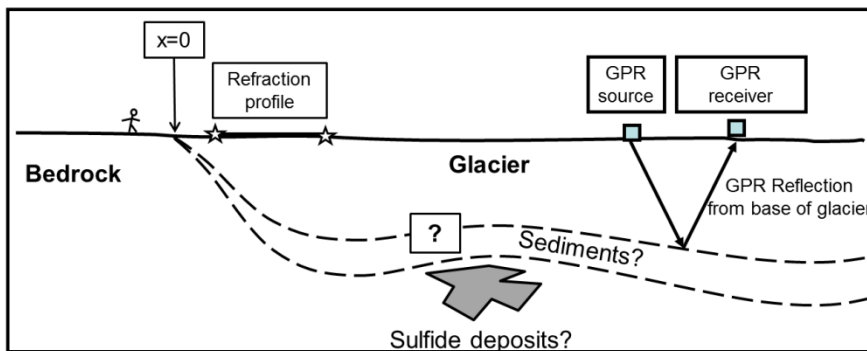 x=0
Refraction
profile
GPR
source
GPR
receiver
Bedrock
Glacier
GPR Reflection
from base of glacier
?
Sediments?
Sulfide deposits?